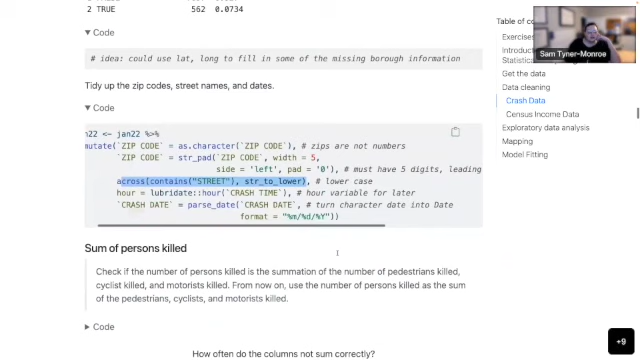 2 TRUE 562 0.0734
Code
# idea: could use lat, long to fill in some of the missing borough information
Tidy up the zip codes, street names, and dates.
Code
n22 <- jan22 %>%
mutate(`ZIP CODE` = as.character(`ZIP CODE`), # zips are not numbers
`ZIP CODE` = str_pad(`ZIP CODE`, width = 5,
side = 'left', pad = '0'), # must have 5 digits, leading
across(contains("STREET"), str_to_lower), # lower case
hour = lubridate::hour(`CRASH TIME`), # hour variable for later
`CRASH DATE` = parse_date(`CRASH DATE`, # turn character date into Date
format = "%m/%d/%Y"))
Sum of persons killed
Check if the number of persons killed is the summation of the number of pedestrians killed,
cyclist killed, and motorists killed. From now on, use the number of persons killed as the sum
of the pedestrians, cyclists, and motorists killed.
Code
How often do the columns not sum correctly?
Table of co
Exercises
Introduc
Statistica
Get the data
Data cleaning
Crash Data
Census Income Data
Exploratory data analysis
Mapping
Model Fitting
Sam Tyner-Monroe
+9